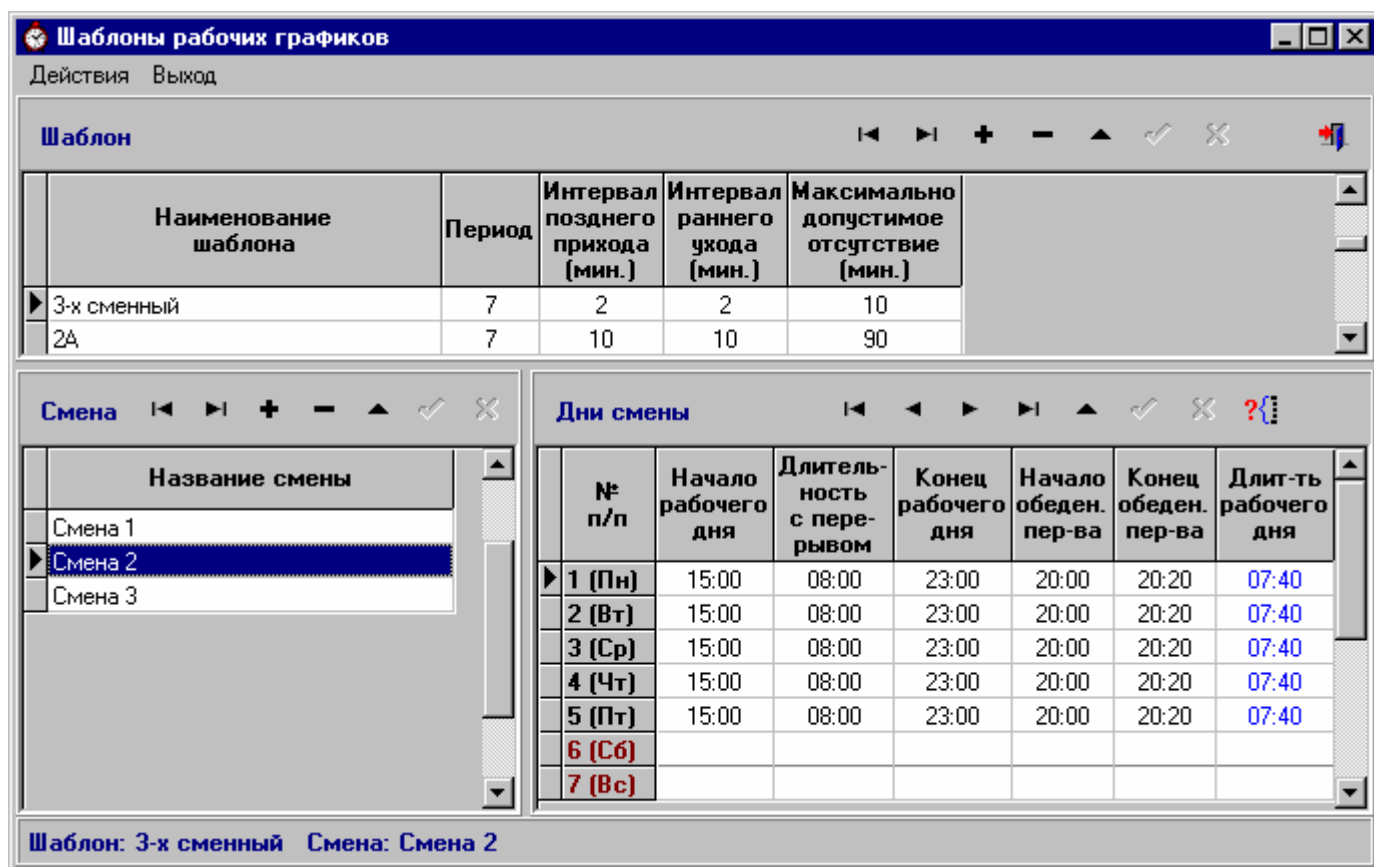 Шаблоны рабочих графиков
Действия Выход
Шаблон
Наименование шаблона Период Интервал позднего прихода (мин.) Интервал раннего ухода (мин.) Максимально допустимое отсутствие (мин.)
3-х сменный 7 2 2 10
2А 7 10 10 90
Смена
Название смены
Смена 1
Смена 2
Смена 3
Дни смены ?{
№ п/п Начало рабочего дня Длитель- ность с пере- рывом Конец рабочего дня Начало обеден. пер-ва Конец обеден. пер-ва Длит-ть рабочего дня
1 (Пн) 15:00 08:00 23:00 20:00 20:20 07:40
2 (Вт) 15:00 08:00 23:00 20:00 20:20 07:40
3 (Ср) 15:00 08:00 23:00 20:00 20:20 07:40
4 (Чт) 15:00 08:00 23:00 20:00 20:20 07:40
5 (Пт) 15:00 08:00 23:00 20:00 20:20 07:40
6 (Сб)
7 (Вс)
Шаблон: 3-х сменный Смена: Смена 2